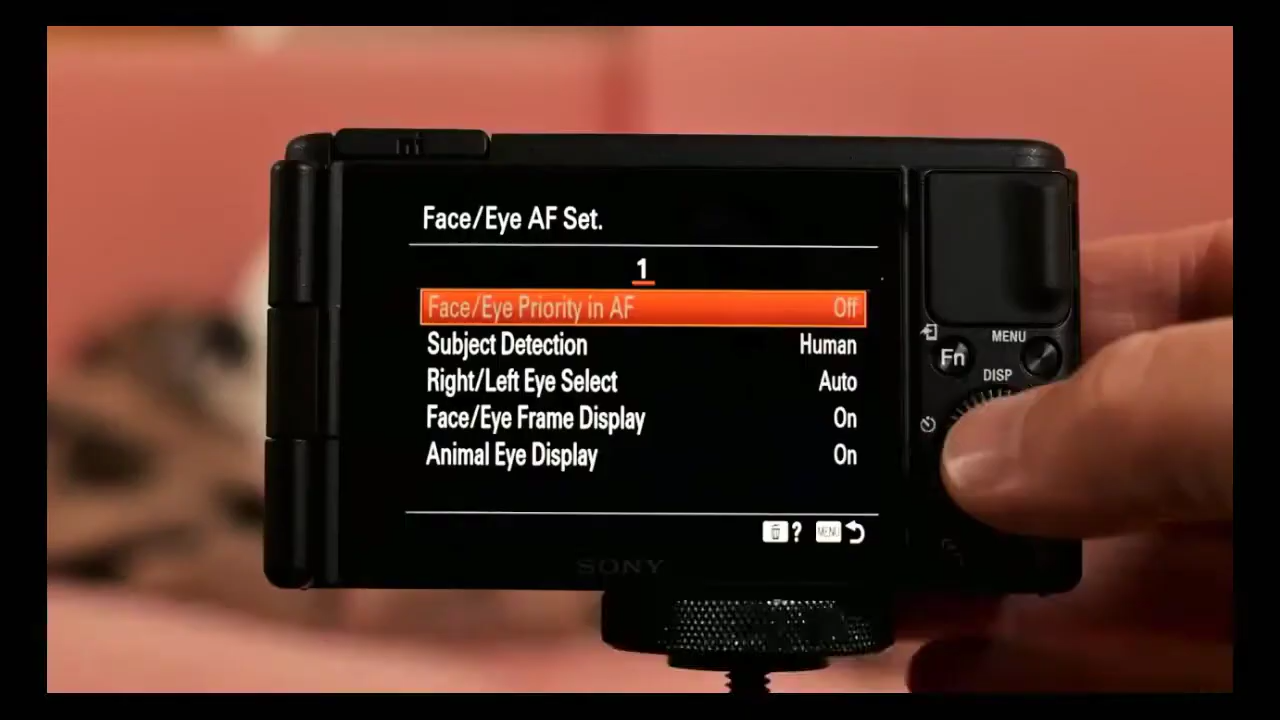 Face/Eye AF Set.
1
Face/Eye Priority in AF Off
Subject Detection Human
Right/Left Eye Select Auto
Face/Eye Frame Display On
Animal Eye Display On
? MENU
SONY
MENU
Fn
DISP